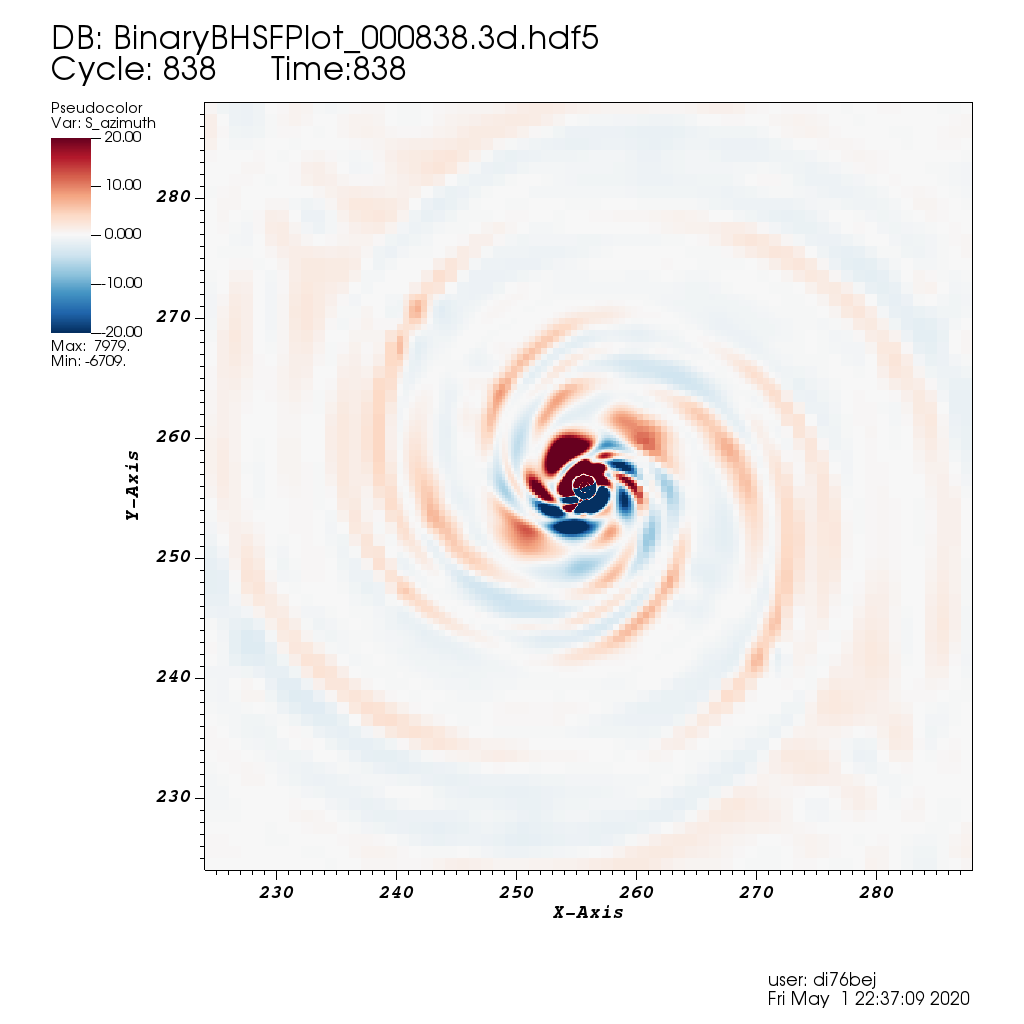 DB: BinaryBHSFPlot_000838.3d.hdf5
Cycle: 838 Time:838
Pseudocolor
Var: S_azimuth
20.00
10.00
0.000
-10.00
-20.00
Max: 7979.
Min: -6709.
280
270
260
250
240
230
Y-Axis
230 240 250 260 270 280
X-Axis
user: di76bej
Fri May 1 22:37:09 2020